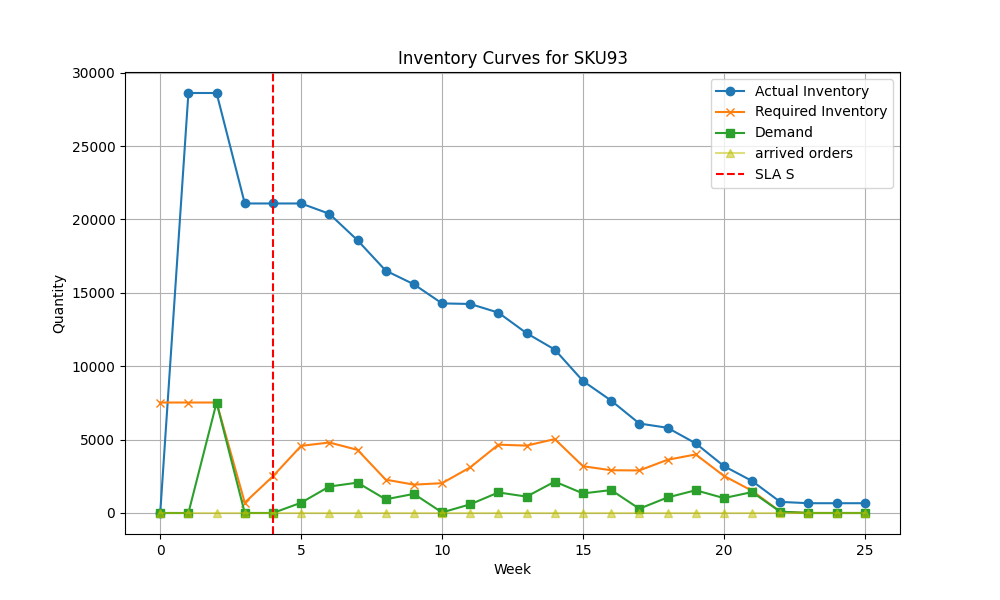 Inventory Curves for SKU93
30000
25000
20000
15000
10000
5000
0
Quantity
0 5 10 15 20 25
Week
Actual Inventory
Required Inventory
Demand
arrived orders
SLA S